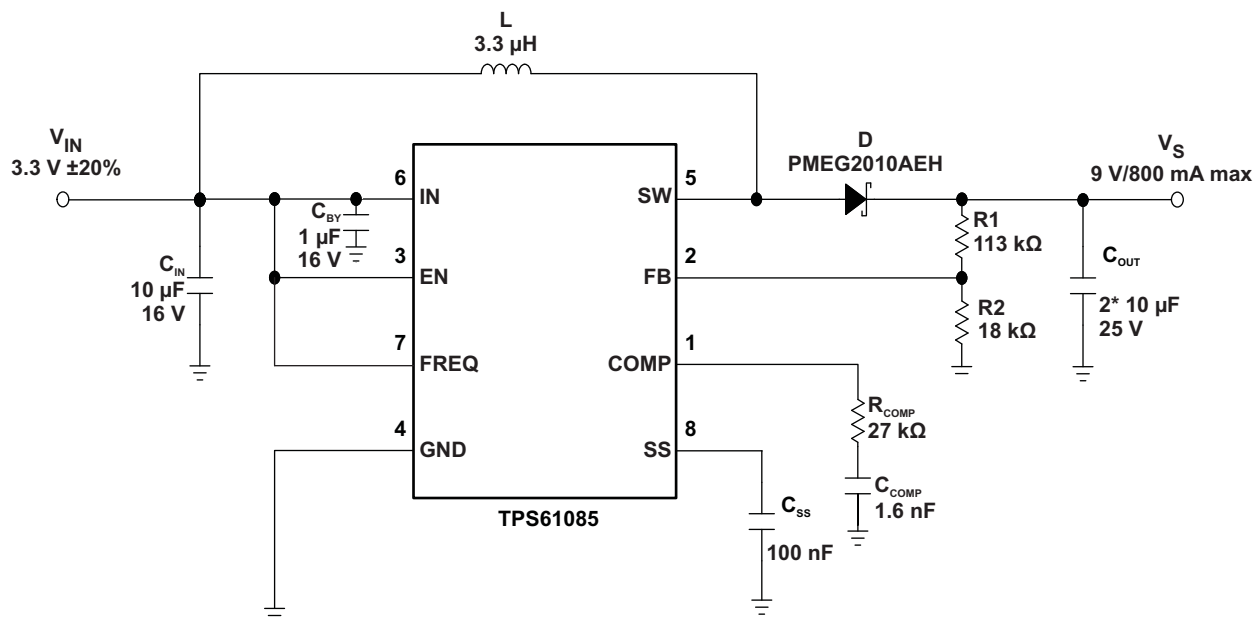 L
3.3 µH
V_IN
3.3 V ±20%
D
PMEG2010AEH
V_S
9 V/800 mA max
6
IN
SW
5
C_BY
1 µF
16 V
R1
113 kΩ
C_IN
10 µF
16 V
3
EN
FB
2
C_OUT
2* 10 µF
25 V
R2
18 kΩ
7
FREQ
COMP
1
R_COMP
27 kΩ
4
GND
SS
8
C_COMP
1.6 nF
C_SS
100 nF
TPS61085